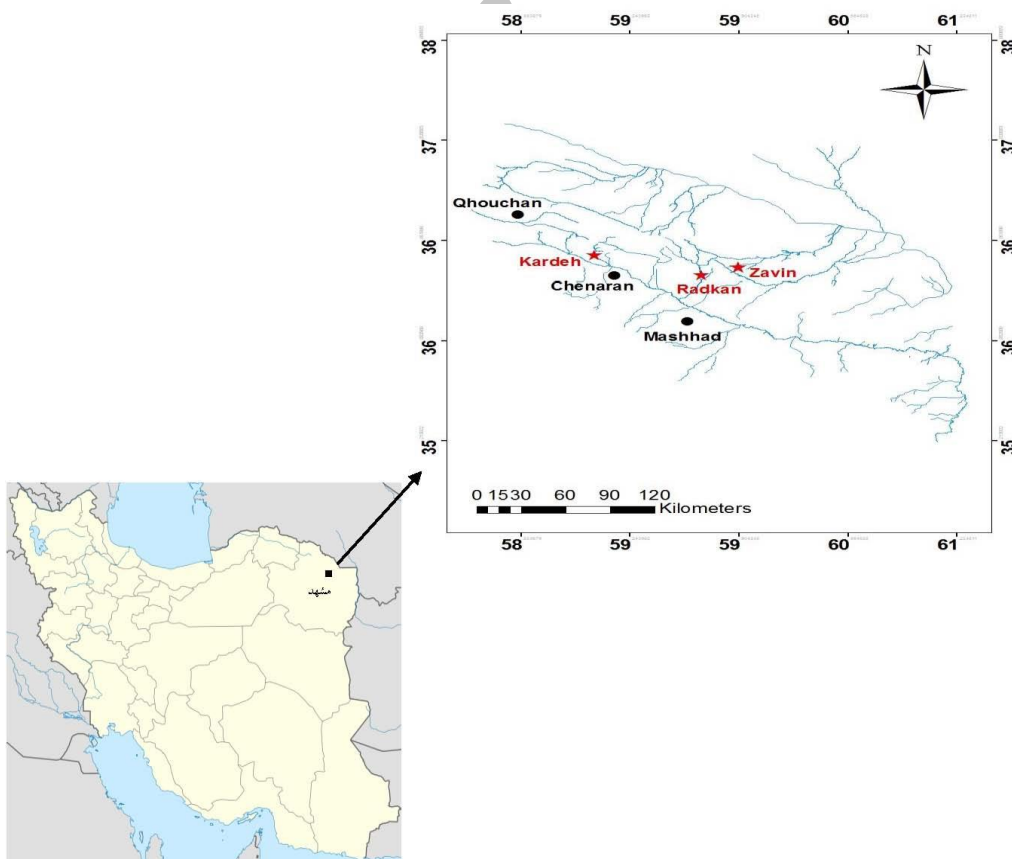 58 59 59 60 61
N
38 38
37 37
Qhouchan
36 36
Kardeh
Zavin
Chenaran
Radkan
36 36
Mashhad
35 35
0 15 30 60 90 120
Kilometers
58 59 59 60 61
مشهد